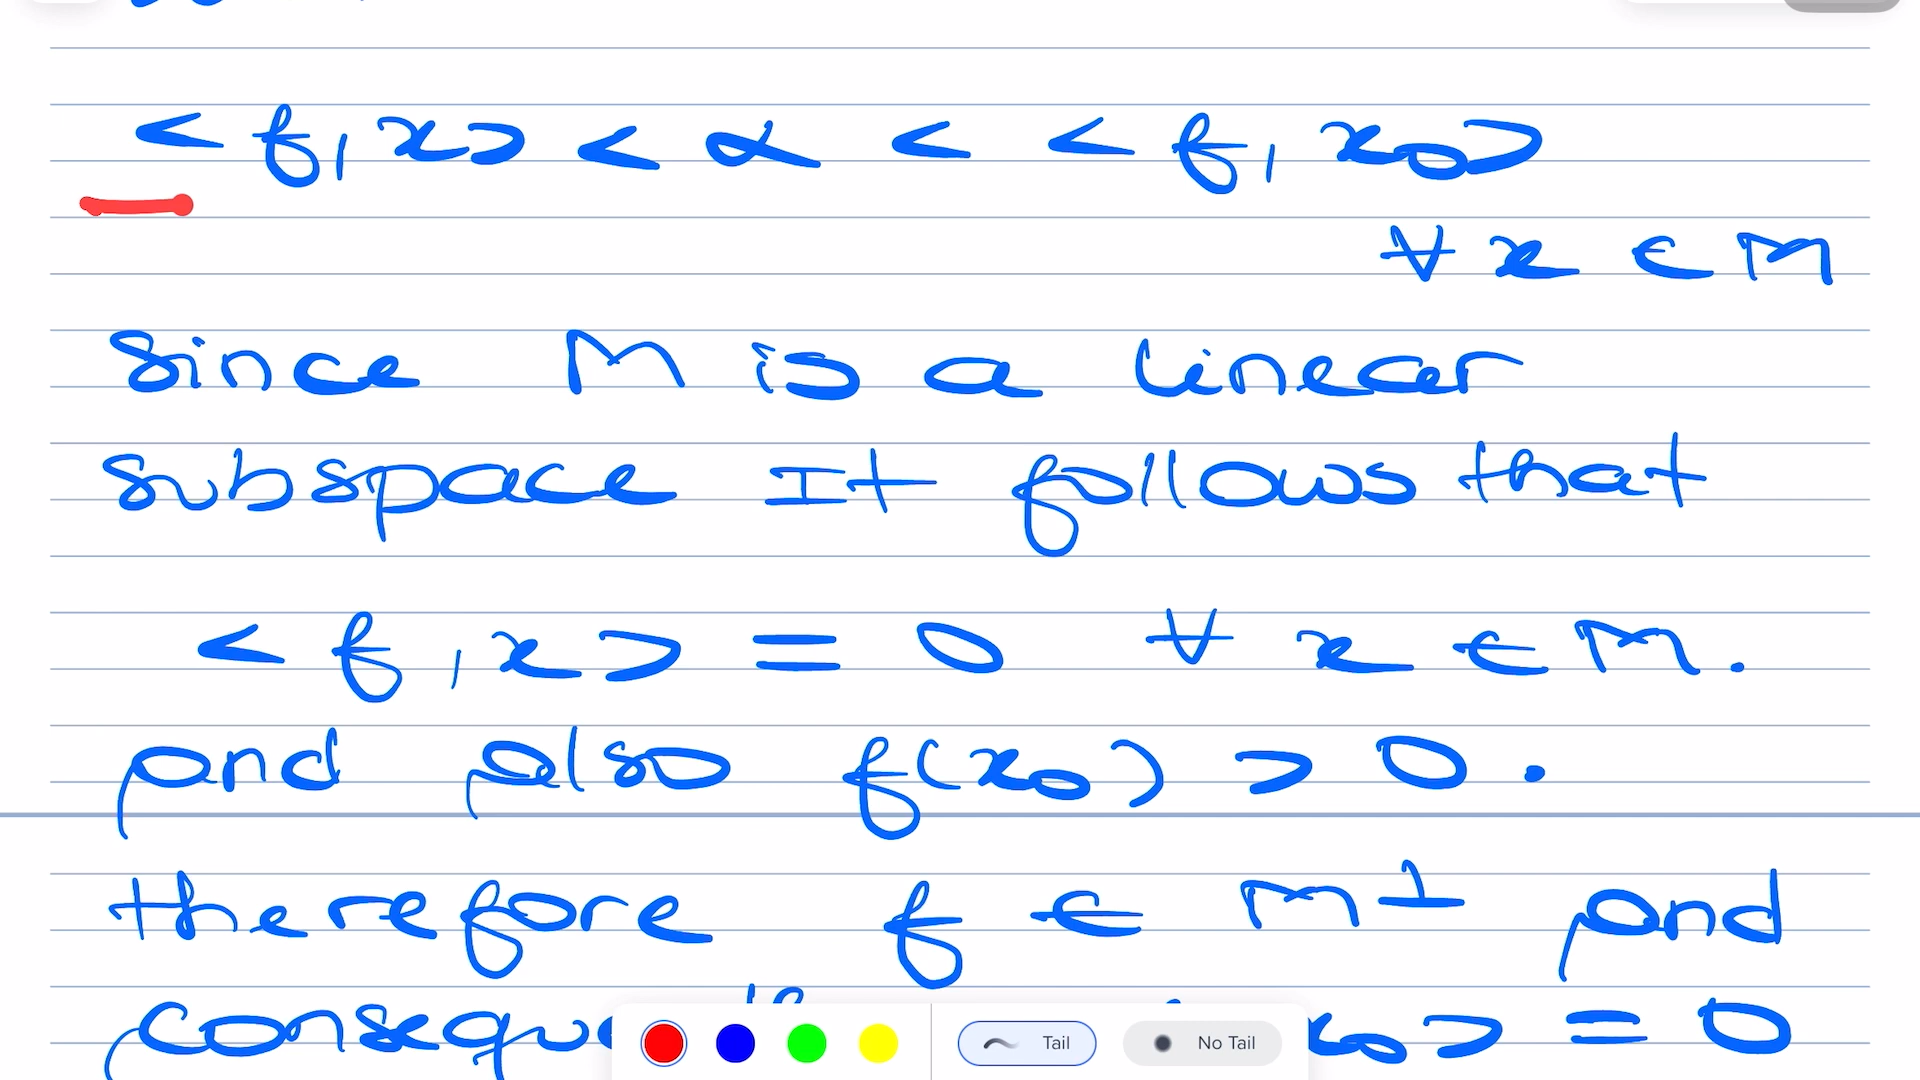 < f, x > < α < < f, x₀ >
∀ x ∈ M
Since M is a linear
subspace It follows that
< f, x > = 0 ∀ x ∈ M.
and also f(x₀) > 0.
therefore f ∈ M⊥ and
x₀ > = 0
Tail No Tail